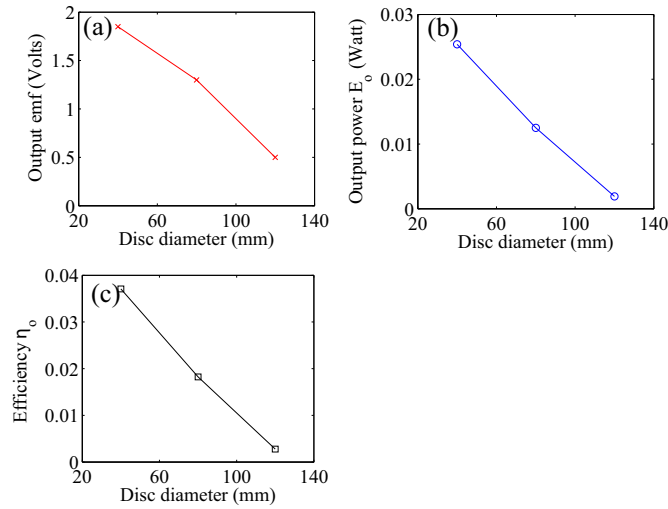 (a)
Output emf (Volts)
2
1.5
1
0.5
0
20
60
100
140
Disc diameter (mm)
(b)
Output power E_o (Watt)
0.03
0.02
0.01
0
20
60
100
140
Disc diameter (mm)
(c)
Efficiency η_o
0.04
0.03
0.02
0.01
0
20
60
100
140
Disc diameter (mm)